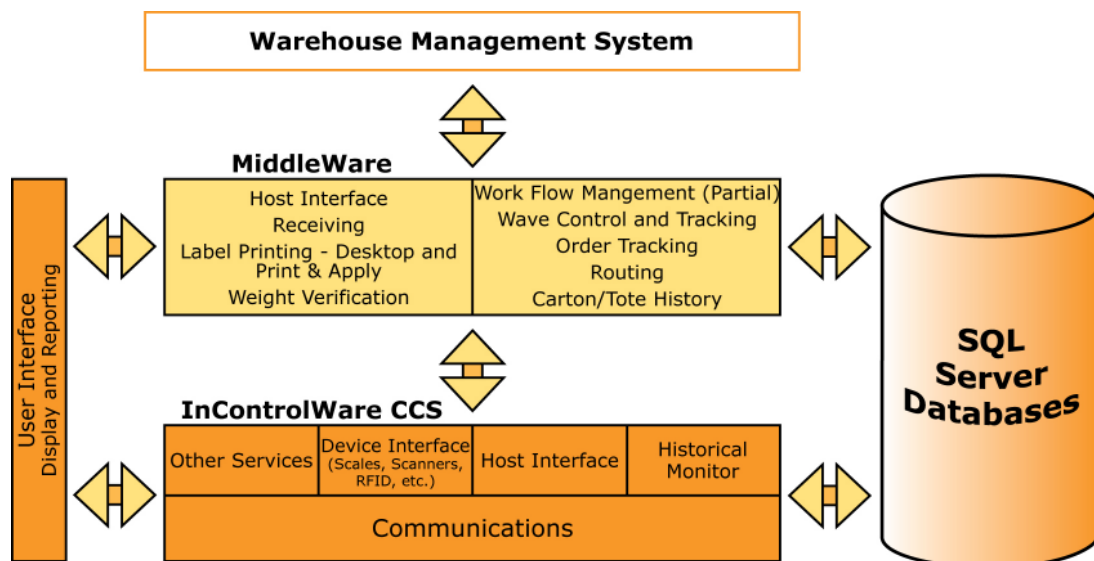 Warehouse Management System
MiddleWare
Host Interface
Receiving
Label Printing - Desktop and
Print & Apply
Weight Verification
Work Flow Mangement (Partial)
Wave Control and Tracking
Order Tracking
Routing
Carton/Tote History
User Interface
Display and Reporting
SQL
Server
Databases
InControlWare CCS
Other Services
Device Interface
(Scales, Scanners,
RFID, etc.)
Host Interface
Historical
Monitor
Communications